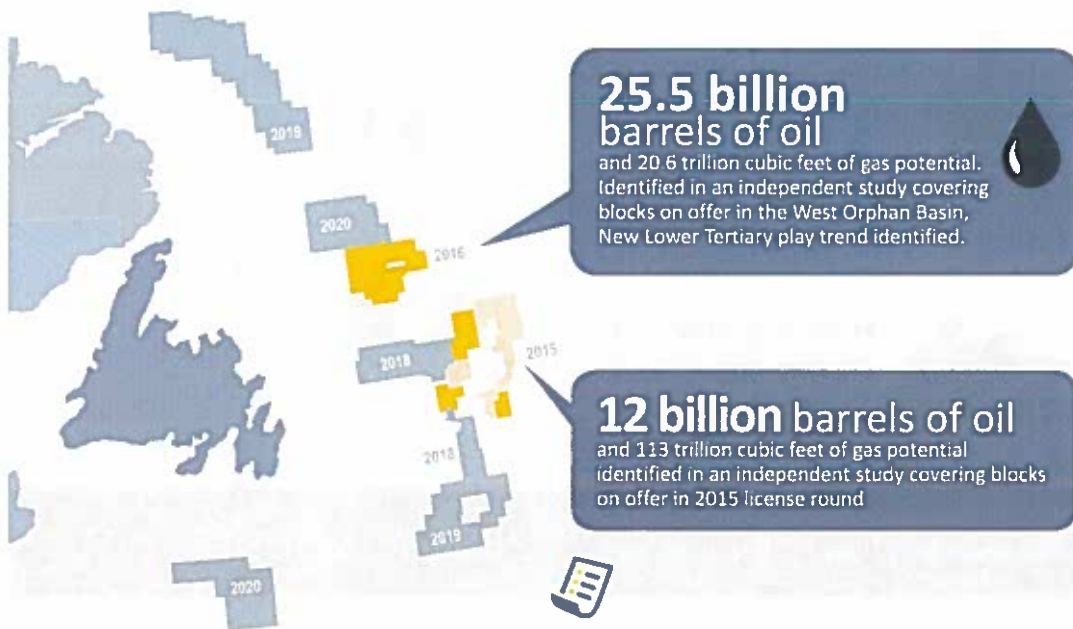 2019
25.5 billion
barrels of oil
and 20.6 trillion cubic feet of gas potential.
Identified in an independent study covering
blocks on offer in the West Orphan Basin,
New Lower Tertiary play trend identified.
2020
2016
2018
2015
12 billion barrels of oil
and 113 trillion cubic feet of gas potential
identified in an independent study covering blocks
on offer in 2015 license round
2018
2019
2020